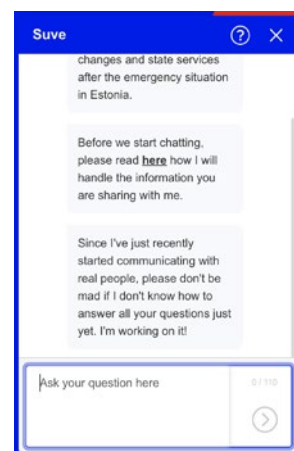 Suve
changes and state services
after the emergency situation
in Estonia.
Before we start chatting,
please read here how I will
handle the information you
are sharing with me.
Since I've just recently
started communicating with
real people, please don't be
mad if I don't know how to
answer all your questions just
yet. I'm working on it!
Ask your question here
0 / 110